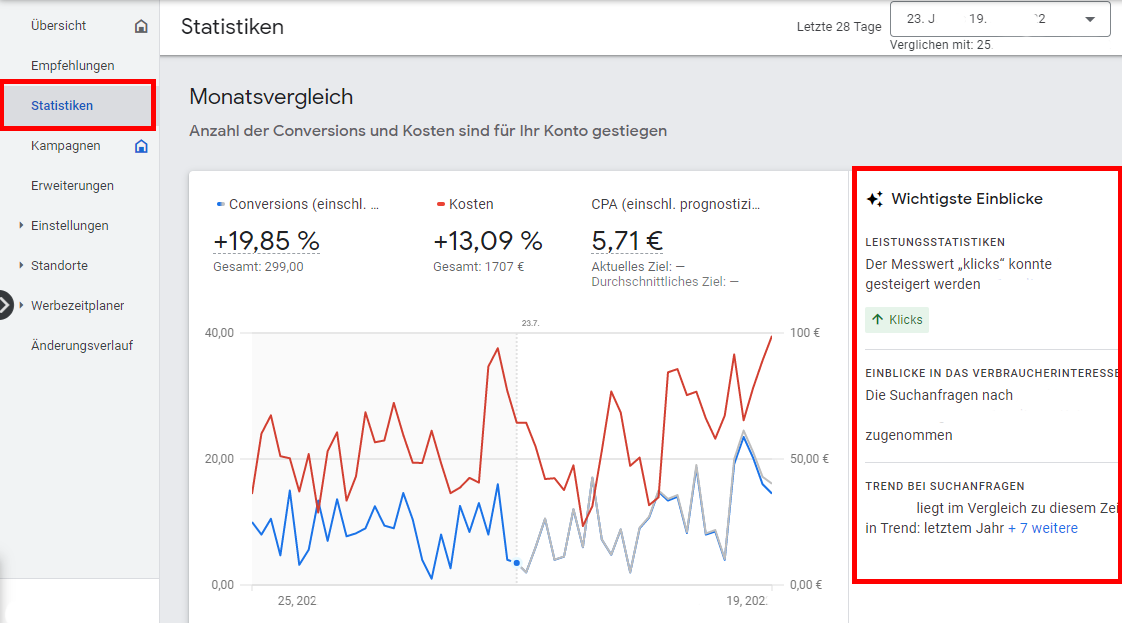 Übersicht
Empfehlungen
Statistiken
Kampagnen
Erweiterungen
Einstellungen
Standorte
Werbezeitplaner
Änderungsverlauf
Statistiken
Letzte 28 Tage
23. J 19.
Verglichen mit: 25.
Monatsvergleich
Anzahl der Conversions und Kosten sind für Ihr Konto gestiegen
Conversions (einschl. …
+19,85 %
Gesamt: 299,00
Kosten
+13,09 %
Gesamt: 1707 €
CPA (einschl. prognostizi…
5,71 €
Aktuelles Ziel: —
Durchschnittliches Ziel: —
23.7.
40,00
100 €
20,00
50,00 €
0,00
0,00 €
25, 202
19, 202
Wichtigste Einblicke
LEISTUNGSSTATISTIKEN
Der Messwert „klicks“ konnte
gesteigert werden
Klicks
EINBLICKE IN DAS VERBRAUCHERINTERESSE
Die Suchanfragen nach
zugenommen
TREND BEI SUCHANFRAGEN
liegt im Vergleich zu diesem Zei
in Trend: letztem Jahr + 7 weitere